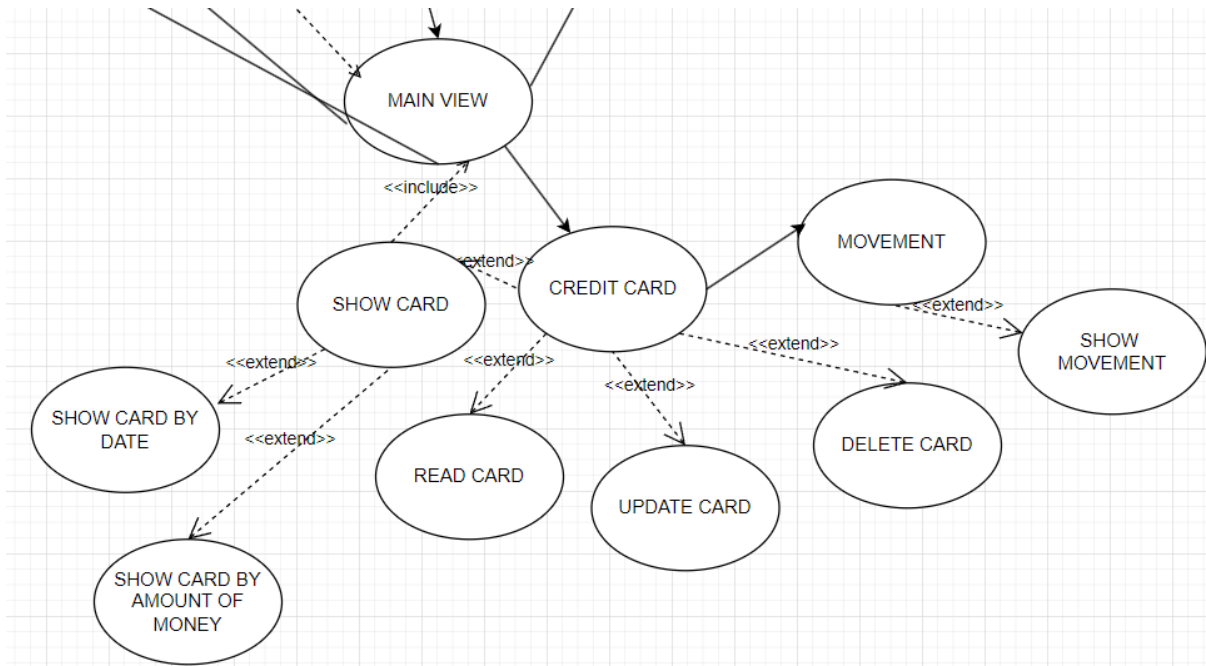 MAIN VIEW
<<include>>
MOVEMENT
<<extend>>
CREDIT CARD
SHOW CARD
<<extend>>
SHOW
MOVEMENT
<<extend>>
<<extend>>
<<extend>>
<<extend>>
SHOW CARD BY
DATE
<<extend>>
DELETE CARD
READ CARD
UPDATE CARD
SHOW CARD BY
AMOUNT OF
MONEY